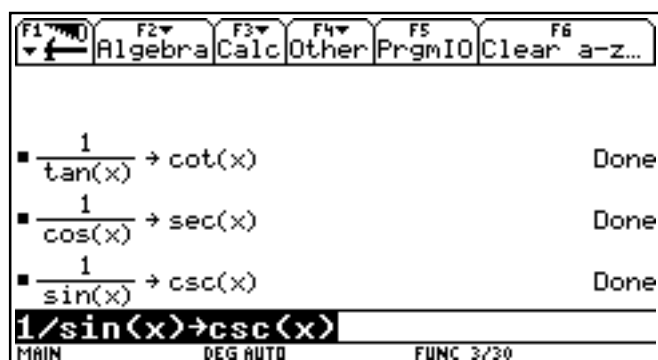 F1 F2 F3 F4 F5 F6
Algebra Calc Other PrgmIO Clear a-z…
1/tan(x) → cot(x) Done
1/cos(x) → sec(x) Done
1/sin(x) → csc(x) Done
1/sin(x)→csc(x)
MAIN DEG AUTO FUNC 3/30